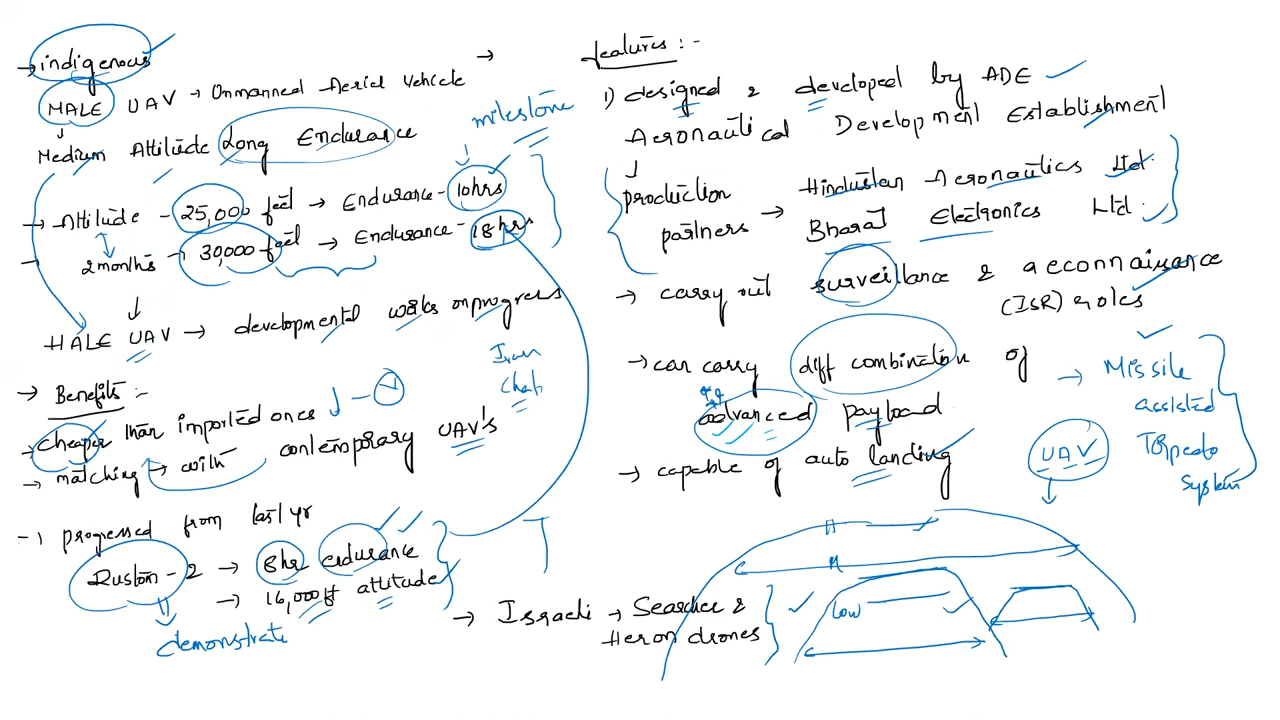 → indigenous
MALE UAV → Unmanned Aerial Vehicle →
Medium Attitude Long Endurance
milestone
→ Attitude - 25,000 feet → Endurance - 10hrs
2months - 30,000 feet → Endurance - 18hrs
HALE UAV → developmental works on progress
→ Benefits :-
→ cheaper than imported ones
→ matching → with contemporary UAV's
→ progressed from last yr
Rustom-2 → 8hr endurance
→ 16,000 ft attitude
demonstrate
features :-
1) designed & developed by ADE
Aeronautical Development Establishment
production partners → Hindustan Aeronautics Ltd.
Bharat Electronics Ltd.
→ carry out surveillance & reconnaissance
(ISR) roles
→ can carry diff combination of
advanced payload
→ capable of auto landing
→ Missile
assisted
Torpedo
System
UAV
→ Israeli → Searcher &
Heron drones
low